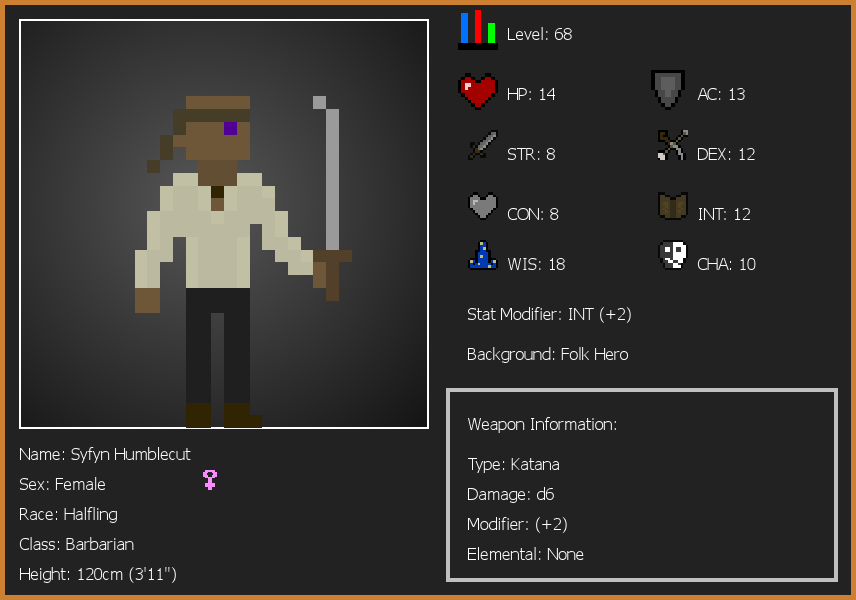 Level: 68
HP: 14
AC: 13
STR: 8
DEX: 12
CON: 8
INT: 12
WIS: 18
CHA: 10
Stat Modifier: INT (+2)
Background: Folk Hero
Weapon Information:
Type: Katana
Damage: d6
Modifier: (+2)
Elemental: None
Name: Syfyn Humblecut
Sex: Female
Race: Halfling
Class: Barbarian
Height: 120cm (3'11")